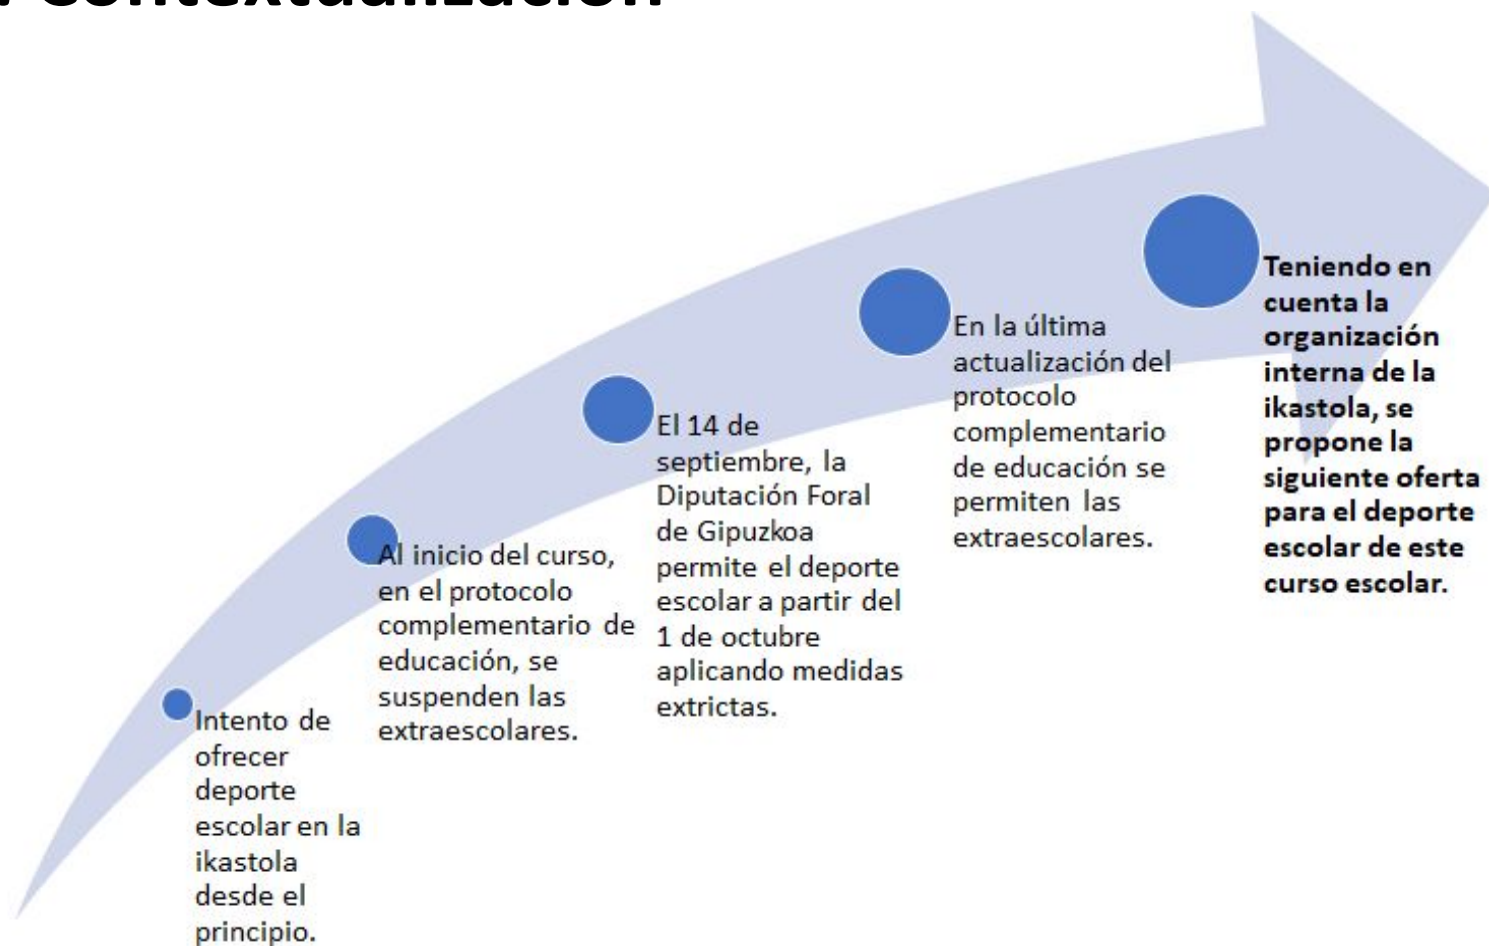 . Contextualización
Intento de
ofrecer
deporte
escolar en la
ikastola
desde el
principio.
Al inicio del curso,
en el protocolo
complementario de
educación, se
suspenden las
extraescolares.
El 14 de
septiembre, la
Diputación Foral
de Gipuzkoa
permite el deporte
escolar a partir del
1 de octubre
aplicando medidas
extrictas.
En la última
actualización del
protocolo
complementario
de educación se
permiten las
extraescolares.
Teniendo en
cuenta la
organización
interna de la
ikastola, se
propone la
siguiente oferta
para el deporte
escolar de este
curso escolar.